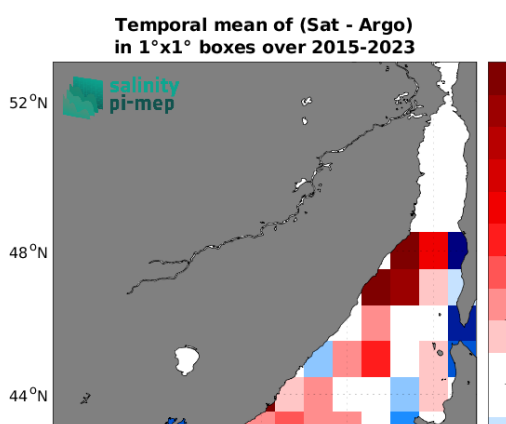 Temporal mean of (Sat - Argo)
in 1°x1° boxes over 2015-2023
salinity
pi-mep
52°N
48°N
44°N